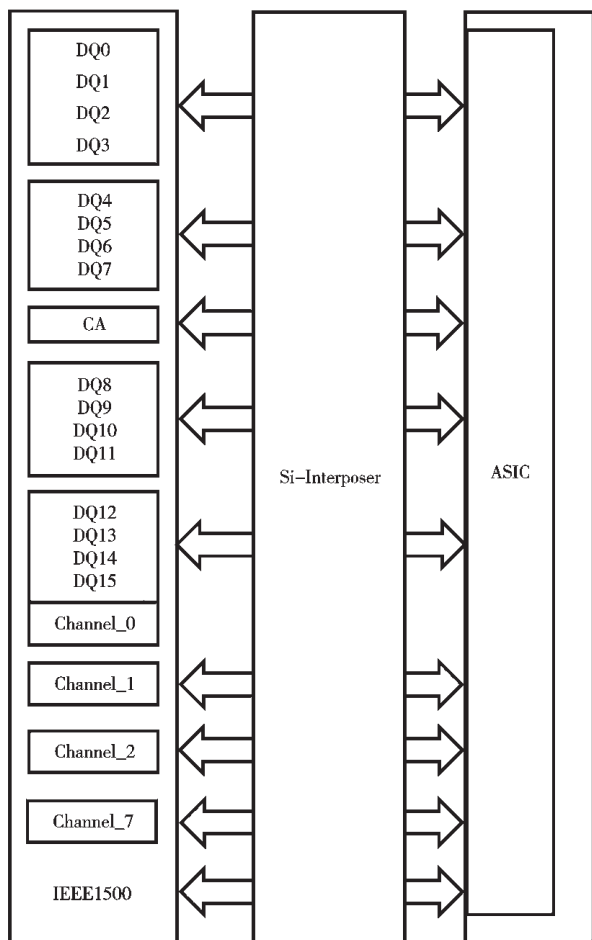 DQ0
DQ1
DQ2
DQ3
DQ4
DQ5
DQ6
DQ7
CA
DQ8
DQ9
DQ10
DQ11
DQ12
DQ13
DQ14
DQ15
Channel_0
Channel_1
Channel_2
Channel_7
IEEE1500
Si-Interposer
ASIC